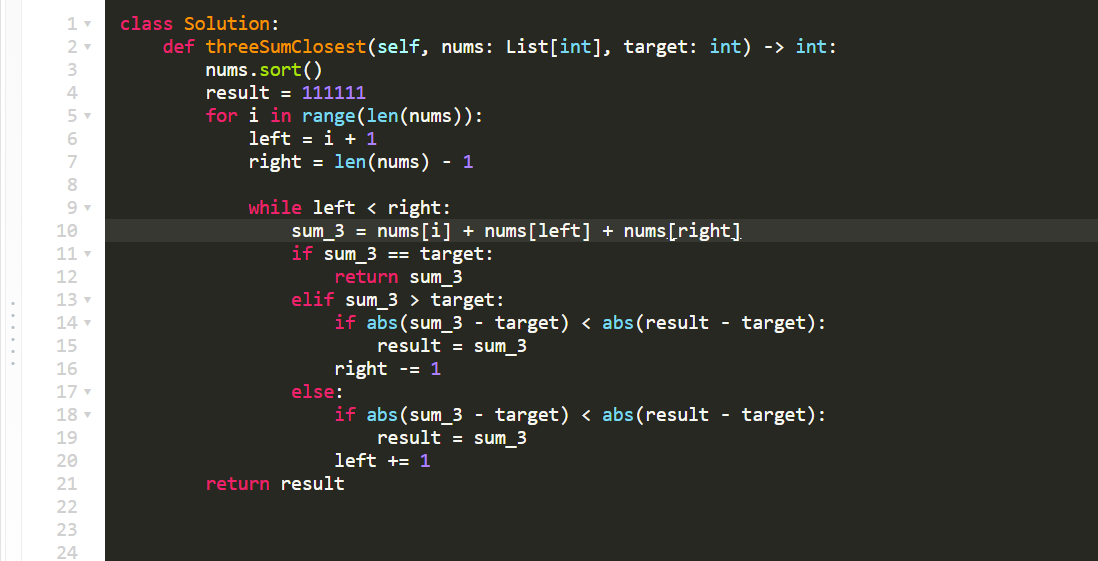 1 class Solution:
2 def threeSumClosest(self, nums: List[int], target: int) -> int:
3 nums.sort()
4 result = 111111
5 for i in range(len(nums)):
6 left = i + 1
7 right = len(nums) - 1
8
9 while left < right:
10 sum_3 = nums[i] + nums[left] + nums[right]
11 if sum_3 == target:
12 return sum_3
13 elif sum_3 > target:
14 if abs(sum_3 - target) < abs(result - target):
15 result = sum_3
16 right -= 1
17 else:
18 if abs(sum_3 - target) < abs(result - target):
19 result = sum_3
20 left += 1
21 return result
22
23
24